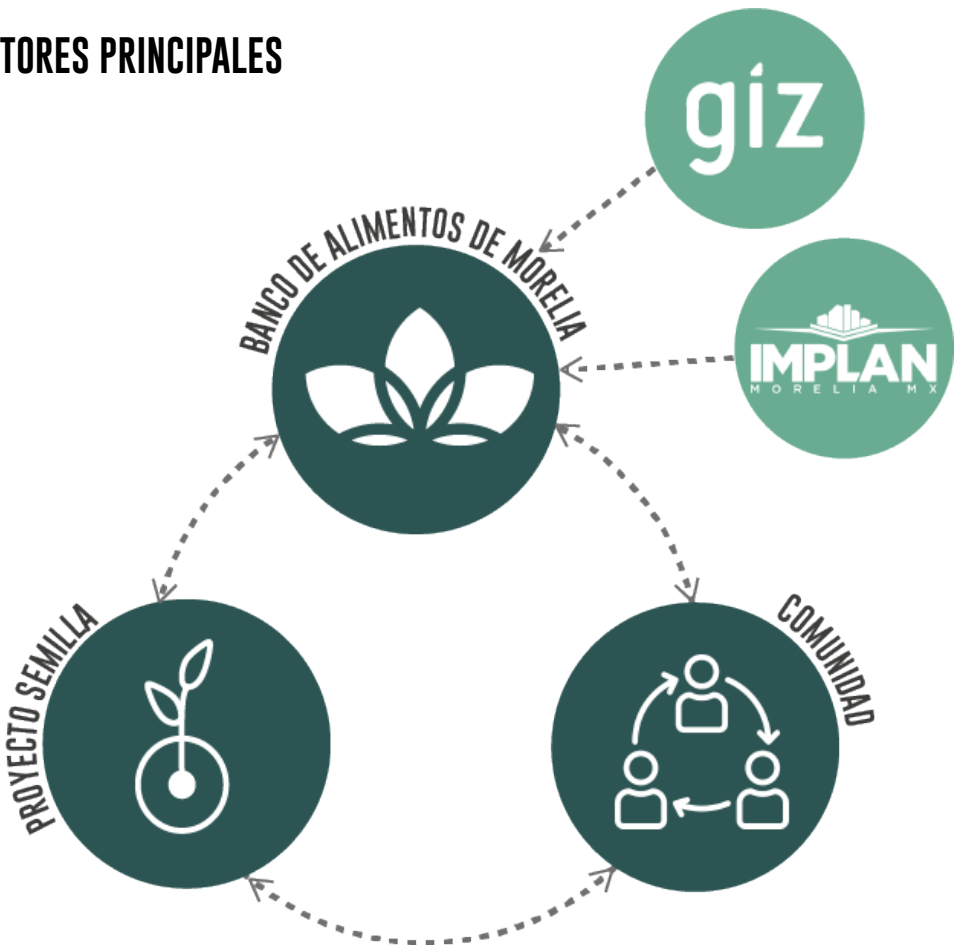 TORES PRINCIPALES
giz
BANCO DE ALIMENTOS DE MORELIA
IMPLAN
MORELIA MX
PROYECTO SEMILLA
COMUNIDAD